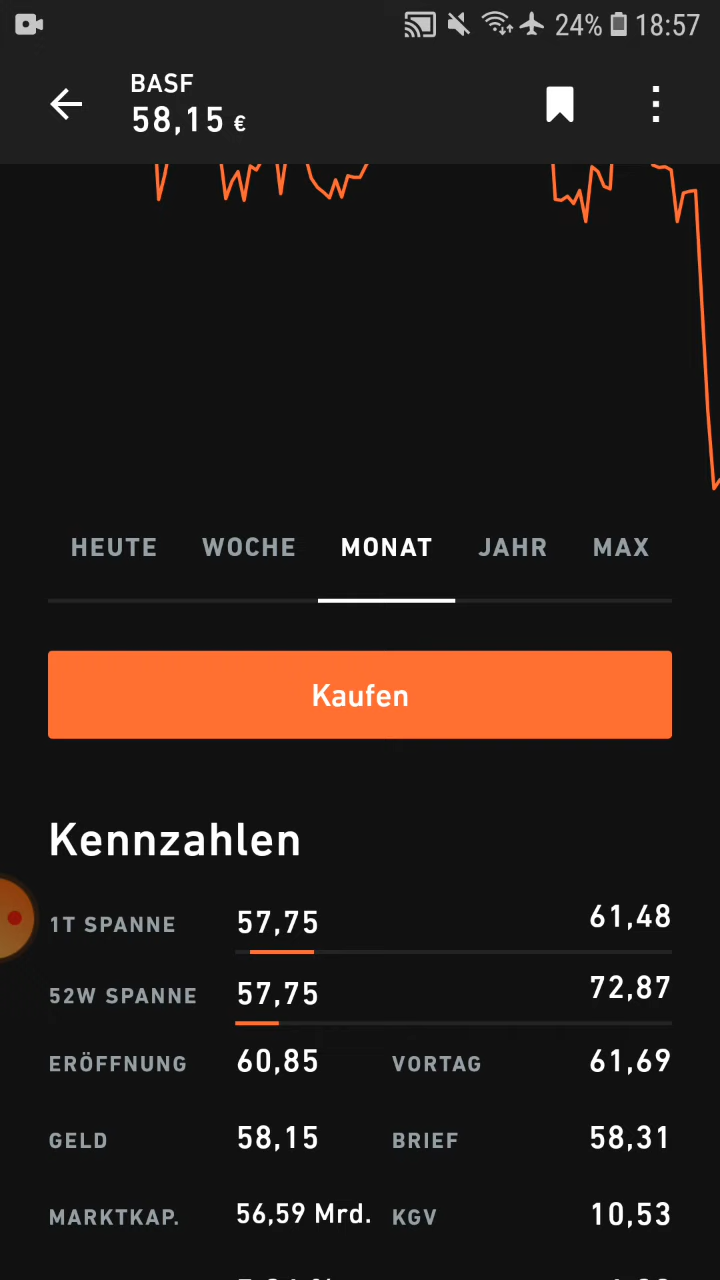 24% 18:57
BASF
58,15 €
HEUTE WOCHE MONAT JAHR MAX
Kaufen
Kennzahlen
1T SPANNE 57,75 61,48
52W SPANNE 57,75 72,87
ERÖFFNUNG 60,85 VORTAG 61,69
GELD 58,15 BRIEF 58,31
MARKTKAP. 56,59 Mrd. KGV 10,53